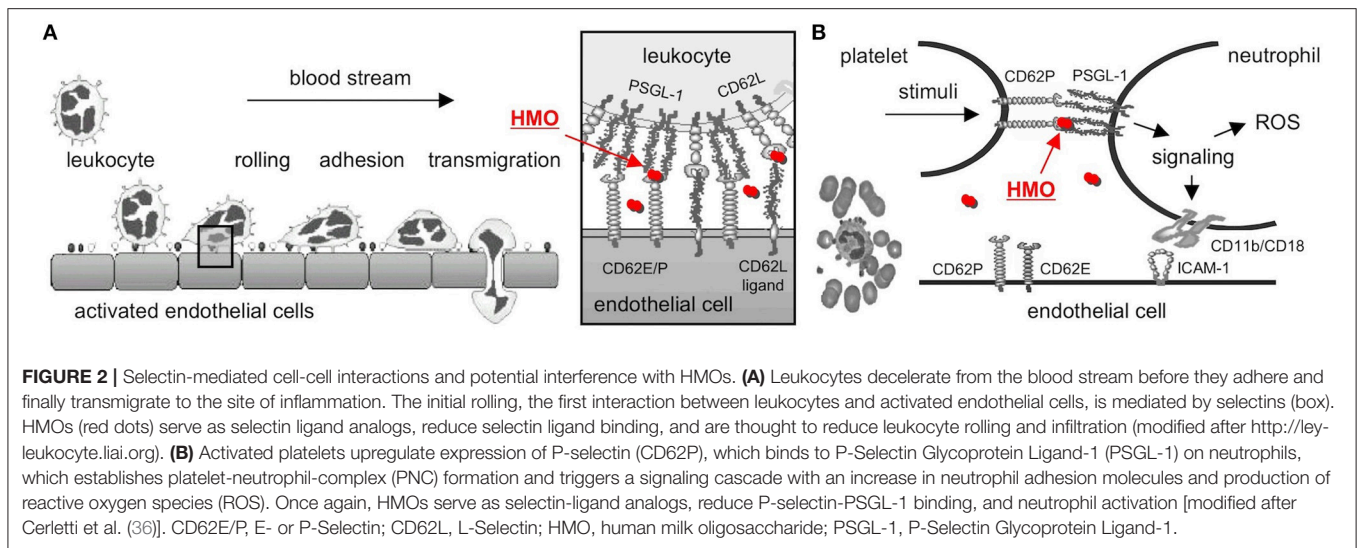 A
blood stream
leukocyte
rolling
adhesion
transmigration
activated endothelial cells
leukocyte
PSGL-1
CD62L
HMO
CD62E/P
CD62L
ligand
endothelial cell
B
platelet
neutrophil
CD62P
PSGL-1
stimuli
ROS
signaling
HMO
CD11b/CD18
CD62P
CD62E
ICAM-1
endothelial cell
FIGURE 2 | Selectin-mediated cell-cell interactions and potential interference with HMOs. (A) Leukocytes decelerate from the blood stream before they adhere and
finally transmigrate to the site of inflammation. The initial rolling, the first interaction between leukocytes and activated endothelial cells, is mediated by selectins (box).
HMOs (red dots) serve as selectin ligand analogs, reduce selectin ligand binding, and are thought to reduce leukocyte rolling and infiltration (modified after http://ley-
leukocyte.liai.org). (B) Activated platelets upregulate expression of P-selectin (CD62P), which binds to P-Selectin Glycoprotein Ligand-1 (PSGL-1) on neutrophils,
which establishes platelet-neutrophil-complex (PNC) formation and triggers a signaling cascade with an increase in neutrophil adhesion molecules and production of
reactive oxygen species (ROS). Once again, HMOs serve as selectin-ligand analogs, reduce P-selectin-PSGL-1 binding, and neutrophil activation [modified after
Cerletti et al. (36)]. CD62E/P, E- or P-Selectin; CD62L, L-Selectin; HMO, human milk oligosaccharide; PSGL-1, P-Selectin Glycoprotein Ligand-1.